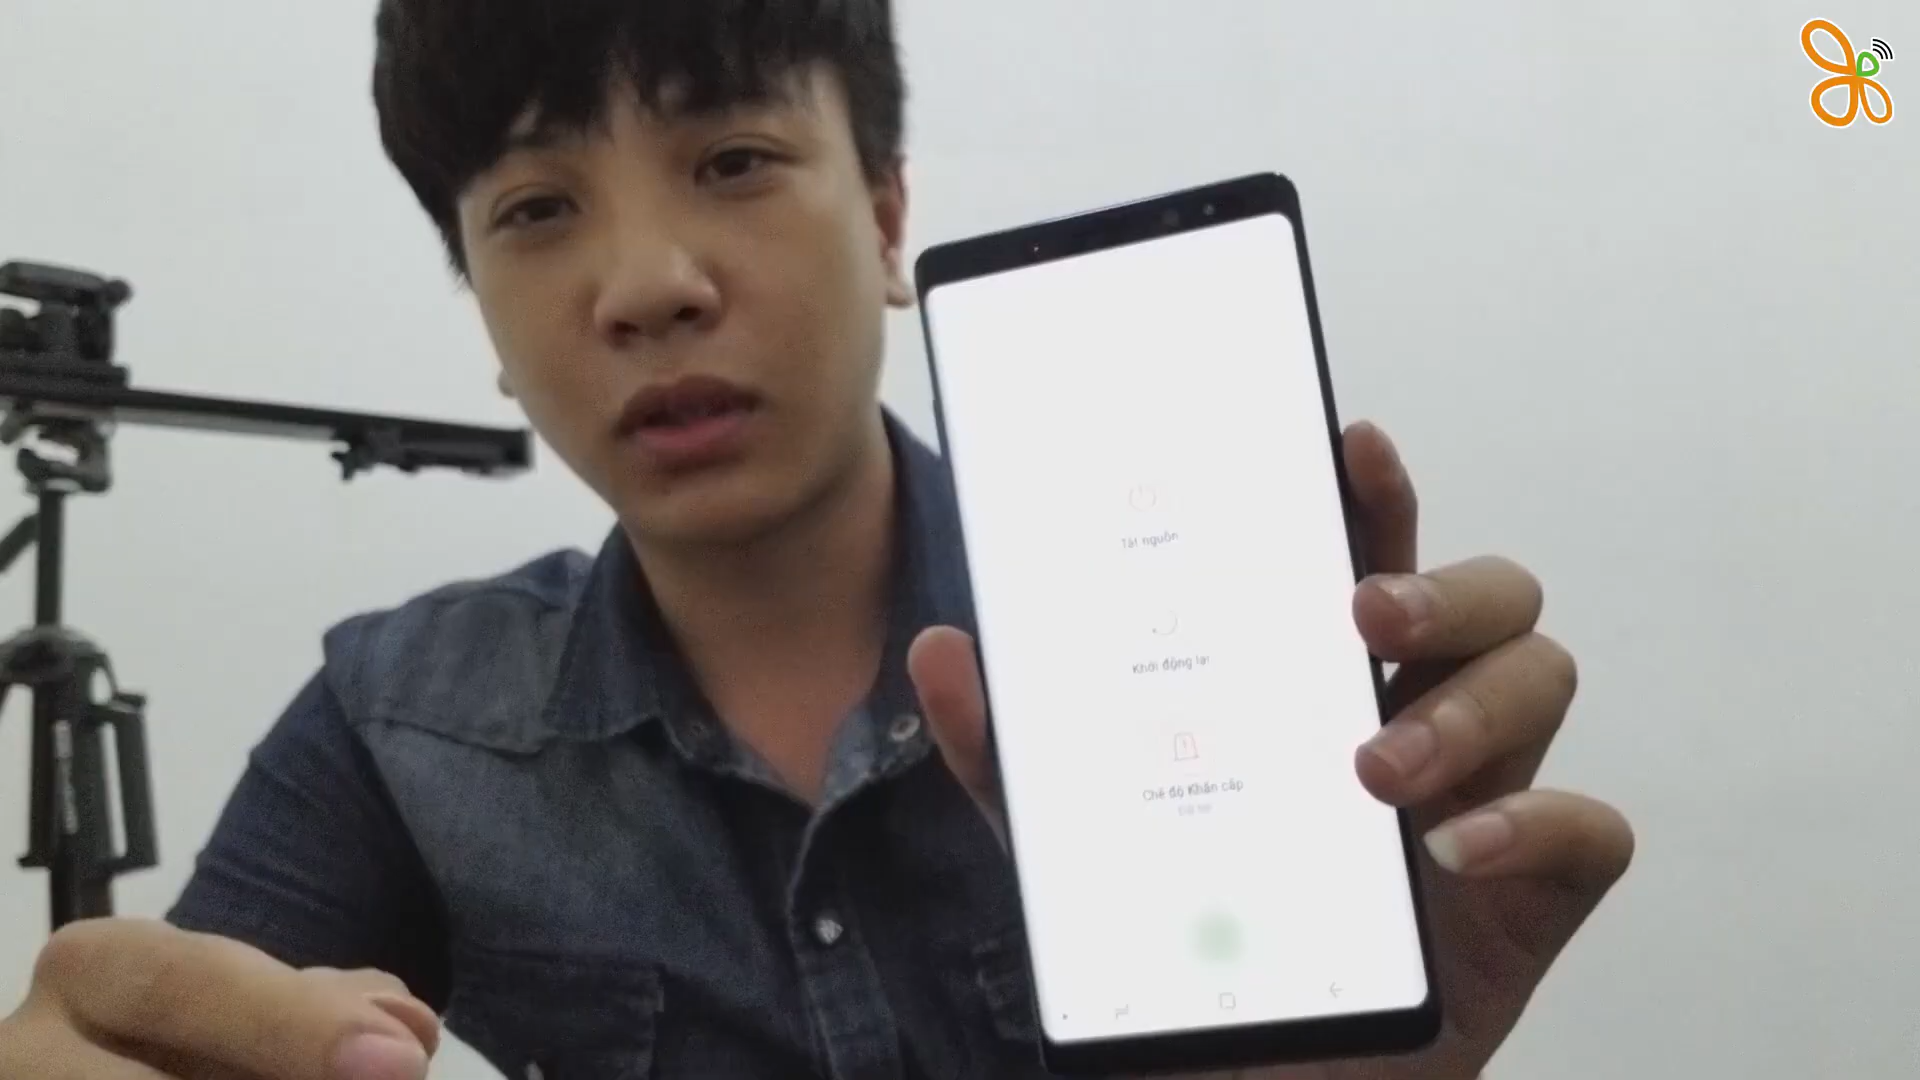 Tắt nguồn
Khởi động lại
Chế độ Khẩn cấp